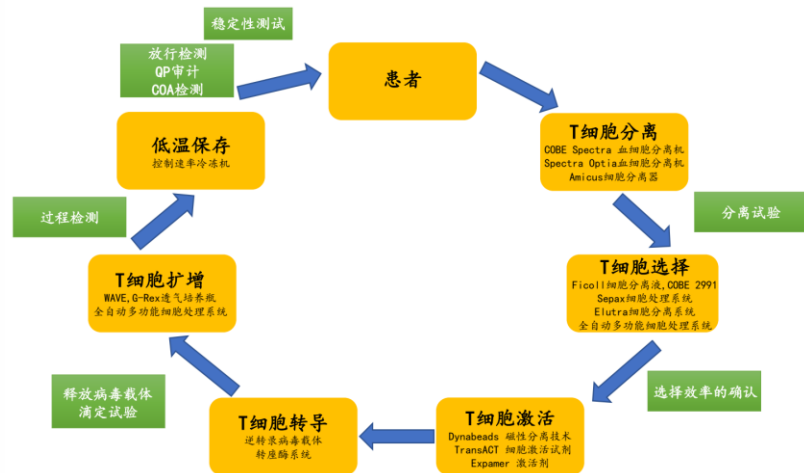 稳定性测试
放行检测
QP审计
COA检测
患者
T细胞分离
COBE Spectra 血细胞分离机
Spectra Optia血细胞分离机
Amicus细胞分离器
分离试验
T细胞选择
Ficoll细胞分离液,COBE 2991
Sepax细胞处理系统
Elutra细胞分离系统
全自动多功能细胞处理系统
选择效率的确认
T细胞激活
Dynabeads 磁性分离技术
TransACT 细胞激活试剂
Expamer 激活剂
T细胞转导
逆转录病毒载体
转座酶系统
释放病毒载体
滴定试验
T细胞扩增
WAVE,G-Rex透气培养瓶
全自动多功能细胞处理系统
过程检测
低温保存
控制速率冷冻机